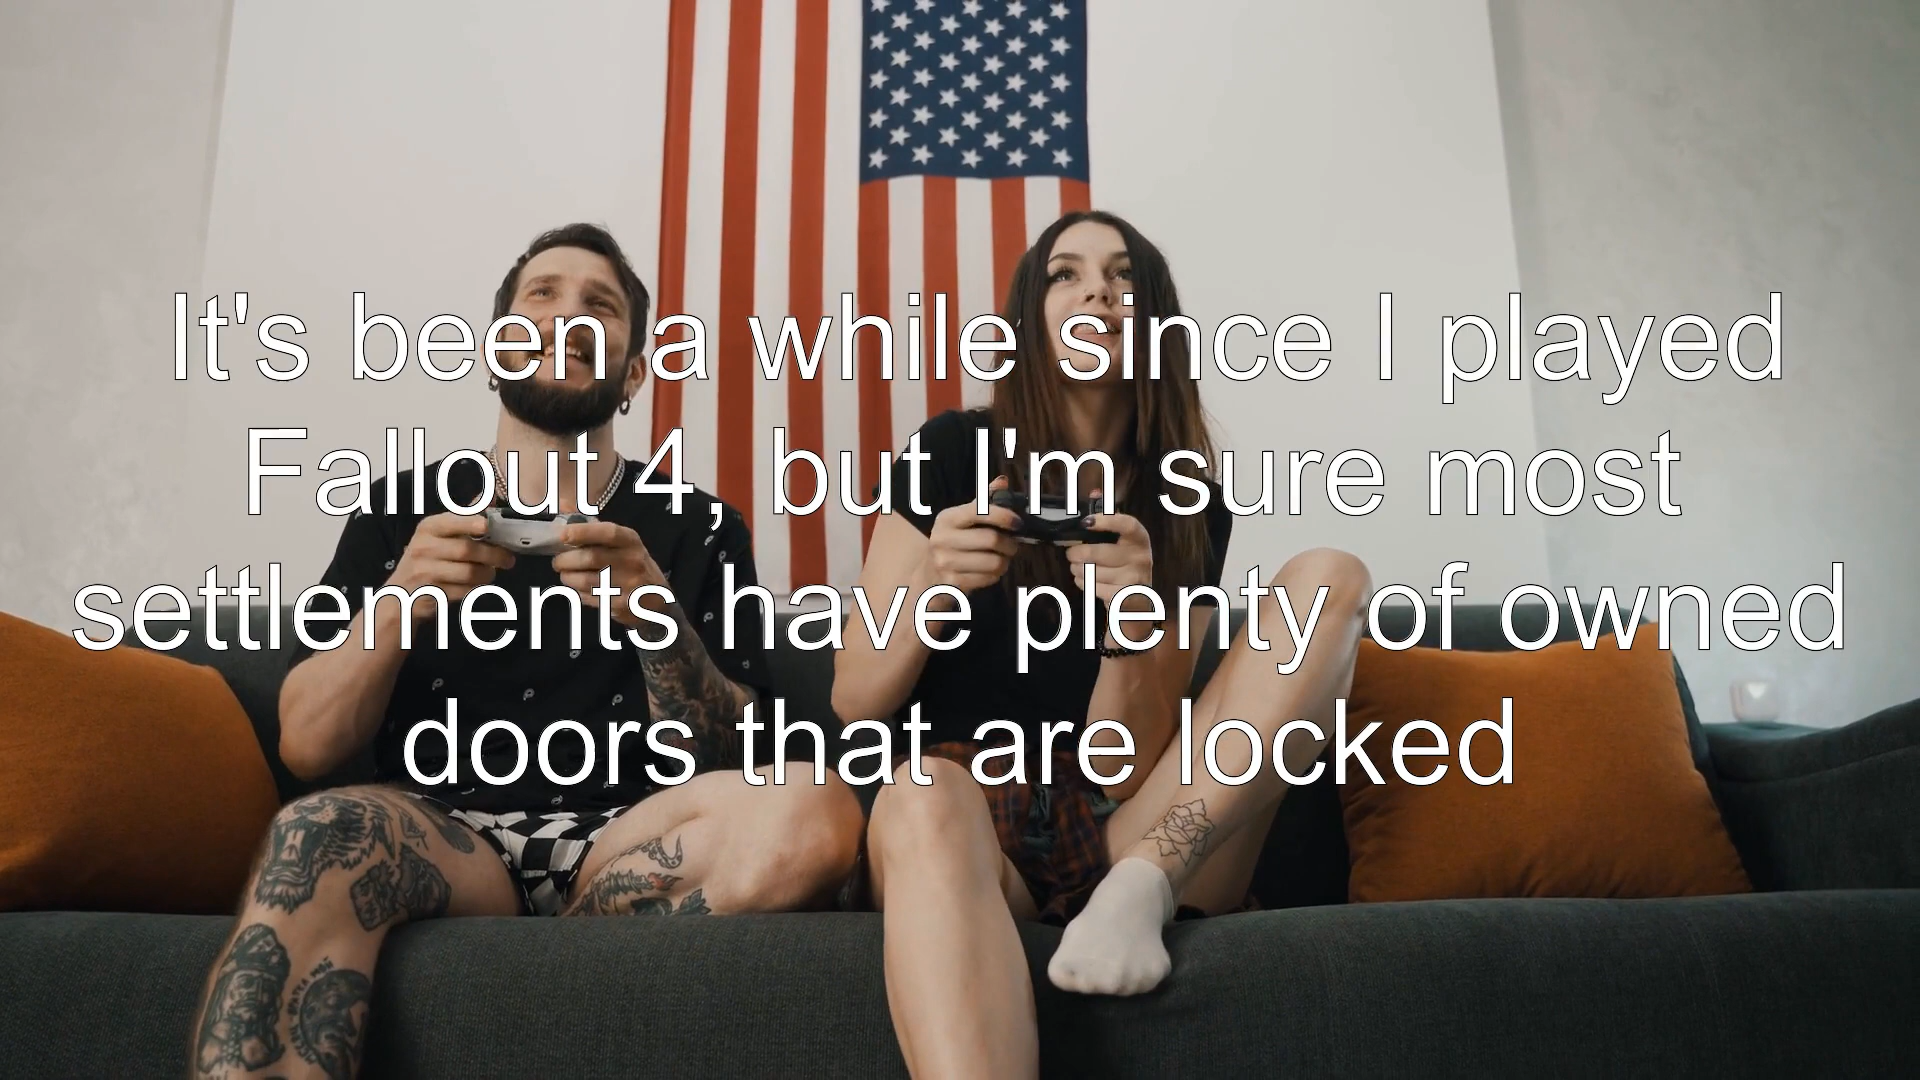 It's been a while since I played
Fallout 4, but I'm sure most
settlements have plenty of owned
doors that are locked